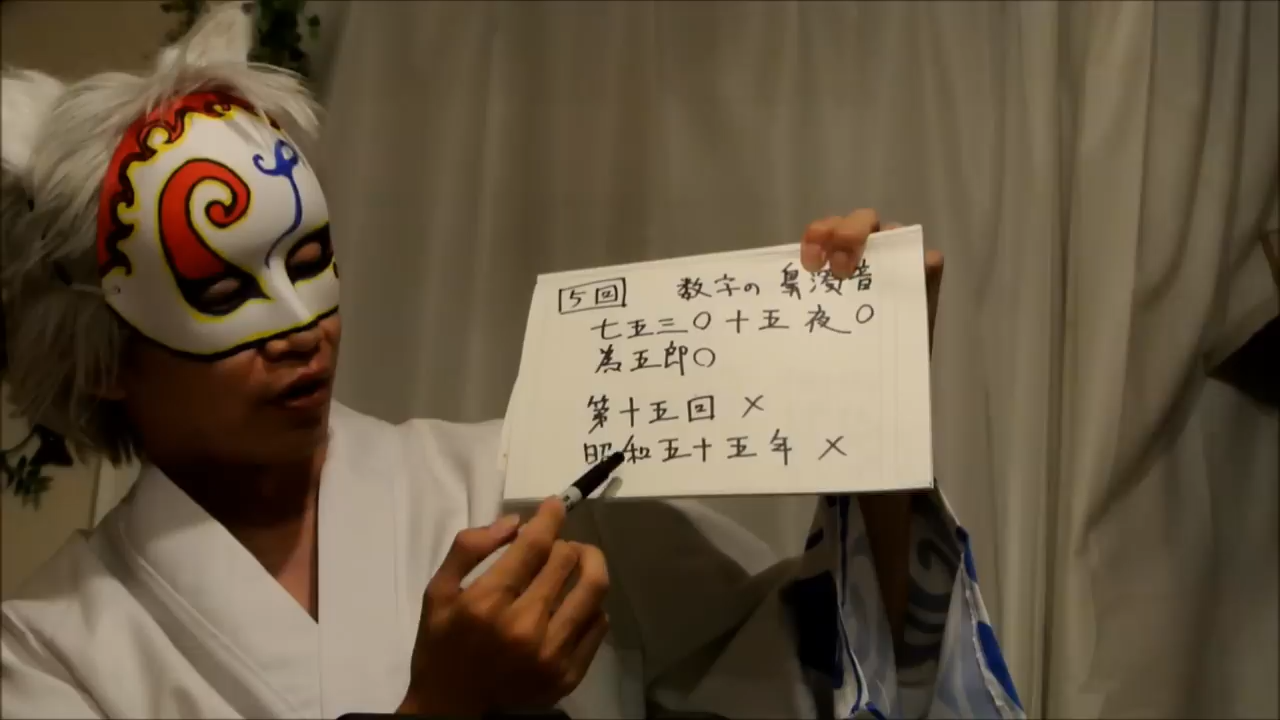 5回 数字の 鼻濁音
七五三○ 十五夜○
為五郎○
第十五回 ×
昭和五十五年 ×